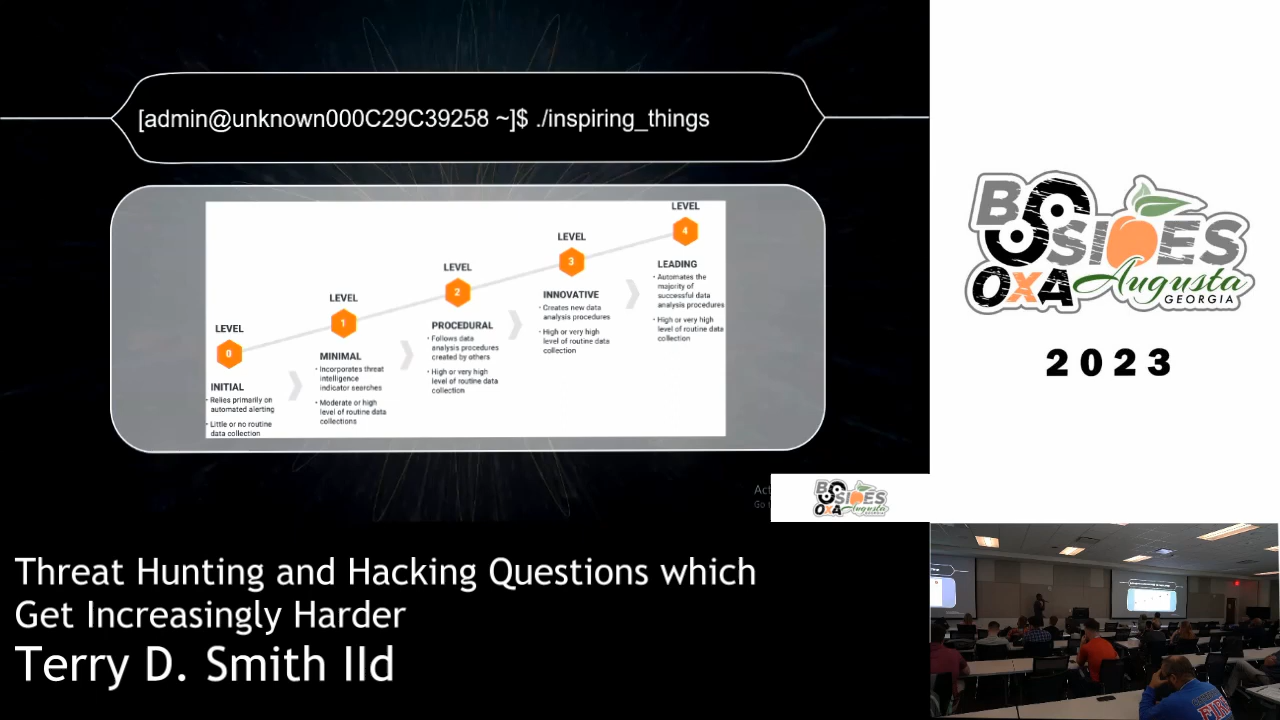 [admin@unknown000C29C39258 ~]$ ./inspiring_things
LEVEL
0
INITIAL
· Relies primarily on
automated alerting
· Little or no routine
data collection
LEVEL
1
MINIMAL
· Incorporates threat
intelligence
indicator searches
· Moderate or high
level of routine data
collections
LEVEL
2
PROCEDURAL
· Follows data
analysis procedures
created by others
· High or very high
level of routine data
collection
LEVEL
3
INNOVATIVE
· Creates new data
analysis procedures
· High or very high
level of routine data
collection
LEVEL
4
LEADING
· Automates the
majority of
successful data
analysis procedures
· High or very high
level of routine data
collection
BSIDES
0xA Augusta
GEORGIA
2023
BSIDES
0xA Augusta
GEORGIA
Threat Hunting and Hacking Questions which
Get Increasingly Harder
Terry D. Smith IId